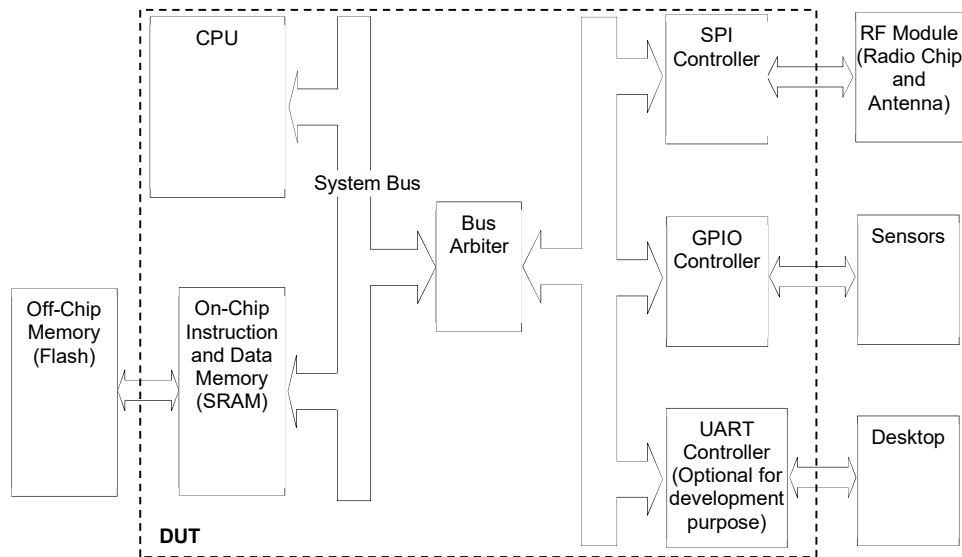 CPU
System Bus
SPI
Controller
RF Module
(Radio Chip
and
Antenna)
Bus
Arbiter
GPIO
Controller
Sensors
Off-Chip
Memory
(Flash)
On-Chip
Instruction
and Data
Memory
(SRAM)
UART
Controller
(Optional for
development
purpose)
Desktop
DUT